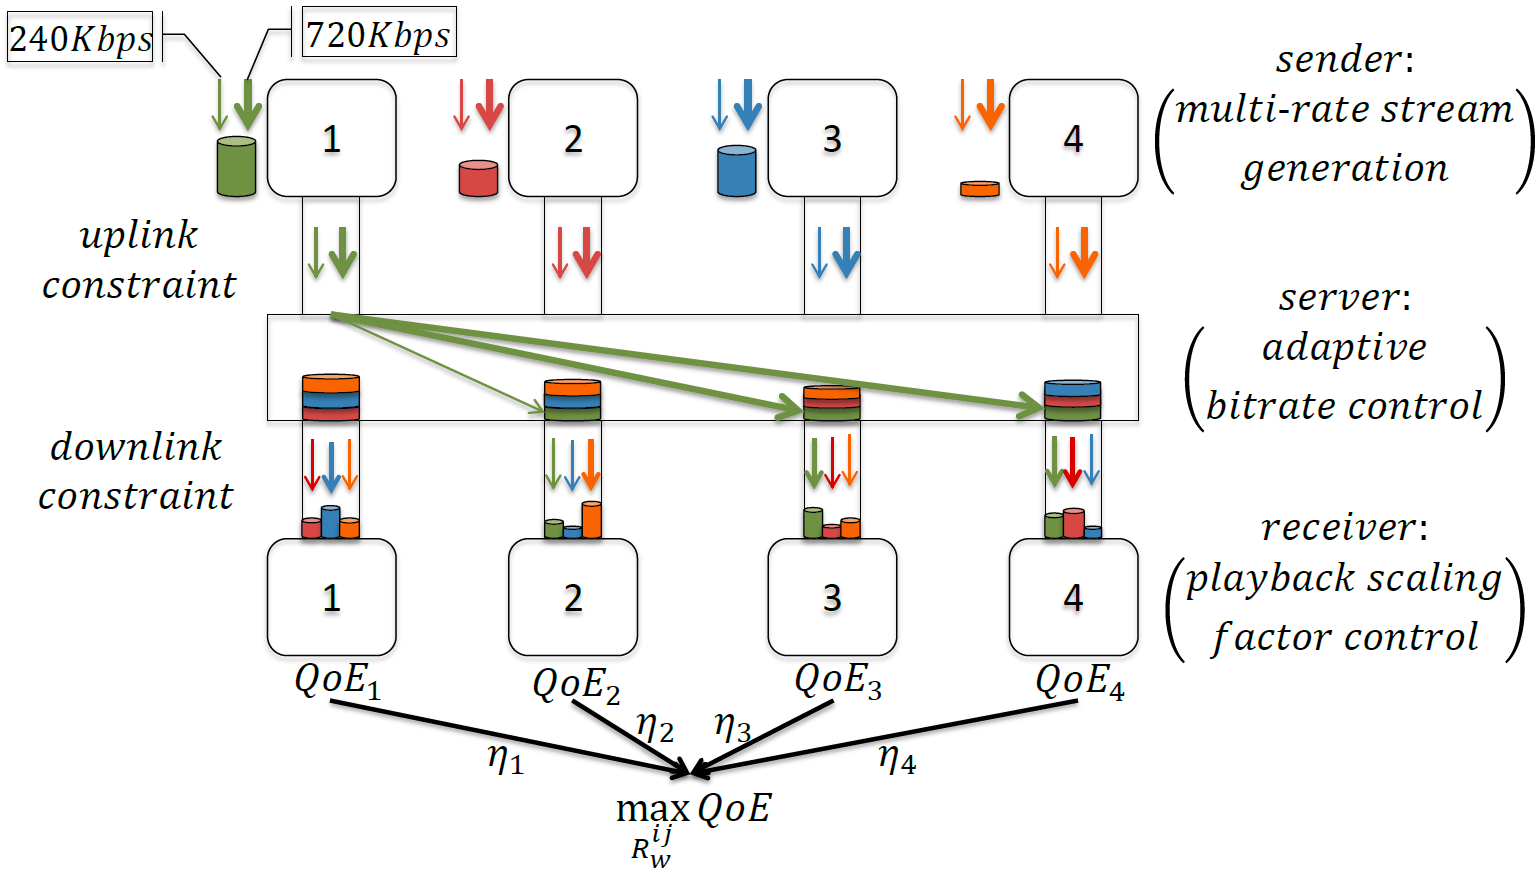 240Kbps
720Kbps
1
2
3
4
sender:
(multi-rate stream
generation)
uplink
constraint
server:
(adaptive
bitrate control)
downlink
constraint
receiver:
(playback scaling
factor control)
1
2
3
4
QoE₁
QoE₂
QoE₃
QoE₄
η₁
η₂
η₃
η₄
max QoE
R_w^{ij}